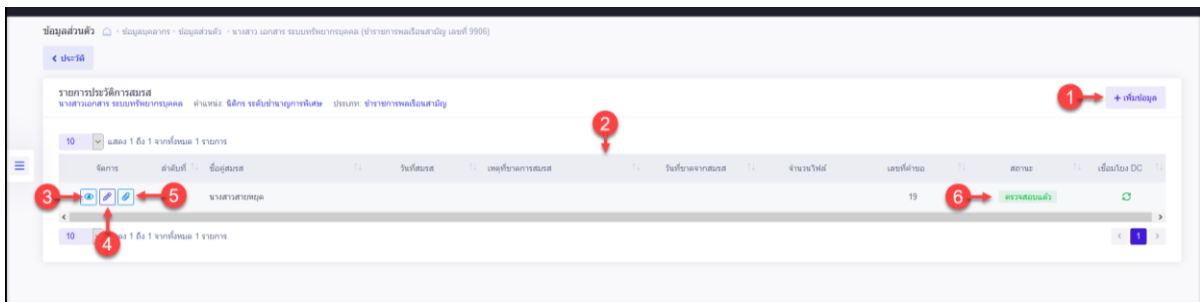 ข้อมูลส่วนตัว - ข้อมูลบุคลากร - ข้อมูลส่วนตัว - นางสาว เอกสาร ระบบทรัพยากรบุคคล (ข้าราชการพลเรือนสามัญ เลขที่ 9906)
ประวัติ
รายการประวัติการสมรส
นางสาวเอกสาร ระบบทรัพยากรบุคคล ตำแหน่ง: นิติกร ระดับชำนาญการพิเศษ ประเภท: ข้าราชการพลเรือนสามัญ
1 + เพิ่มข้อมูล
10 แสดง 1 ถึง 1 จากทั้งหมด 1 รายการ
2
จัดการ ลำดับที่ ชื่อคู่สมรส วันที่สมรส เหตุที่ขาดการสมรส วันที่ขาดจากสมรส จำนวนไฟล์ เลขที่คำขอ สถานะ เชื่อมโยง DC
3 5 นางสาวสายหยุด 19 6 ตรวจสอบแล้ว
4
10 แสดง 1 ถึง 1 จากทั้งหมด 1 รายการ 1